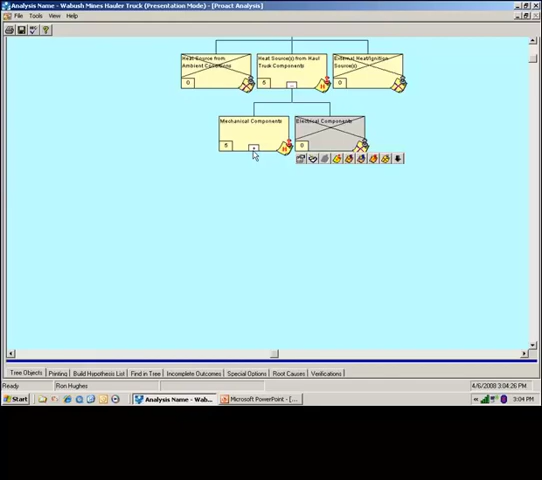 Analysis Name - Wabush Mines Hauler Truck (Presentation Mode) - [Proact Analysis]
File Tools View Help
Heat Source from
Ambient Conditions
0
Heat Source(s) from Haul
Truck Components
5
H
External Heat/Ignition
Source(s)
0
Mechanical Components
5
H
Electrical Components
0
Tree Objects Printing Build Hypothesis List Find in Tree Incomplete Outcomes Special Options Root Causes Verifications
Ready Ron Hughes 4/6/2008 3:04:26 PM
Start Analysis Name - Wab... Microsoft PowerPoint - [... 3:04 PM